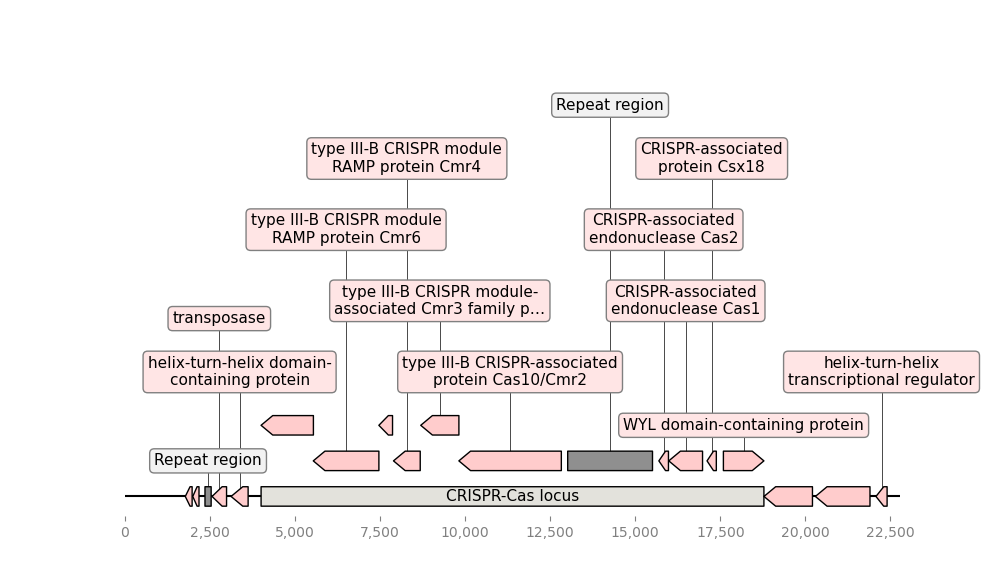 Repeat region
type III-B CRISPR module
RAMP protein Cmr4
CRISPR-associated
protein Csx18
type III-B CRISPR module
RAMP protein Cmr6
CRISPR-associated
endonuclease Cas2
type III-B CRISPR module-
associated Cmr3 family p...
CRISPR-associated
endonuclease Cas1
transposase
helix-turn-helix domain-
containing protein
type III-B CRISPR-associated
protein Cas10/Cmr2
helix-turn-helix
transcriptional regulator
WYL domain-containing protein
Repeat region
CRISPR-Cas locus
0 2,500 5,000 7,500 10,000 12,500 15,000 17,500 20,000 22,500